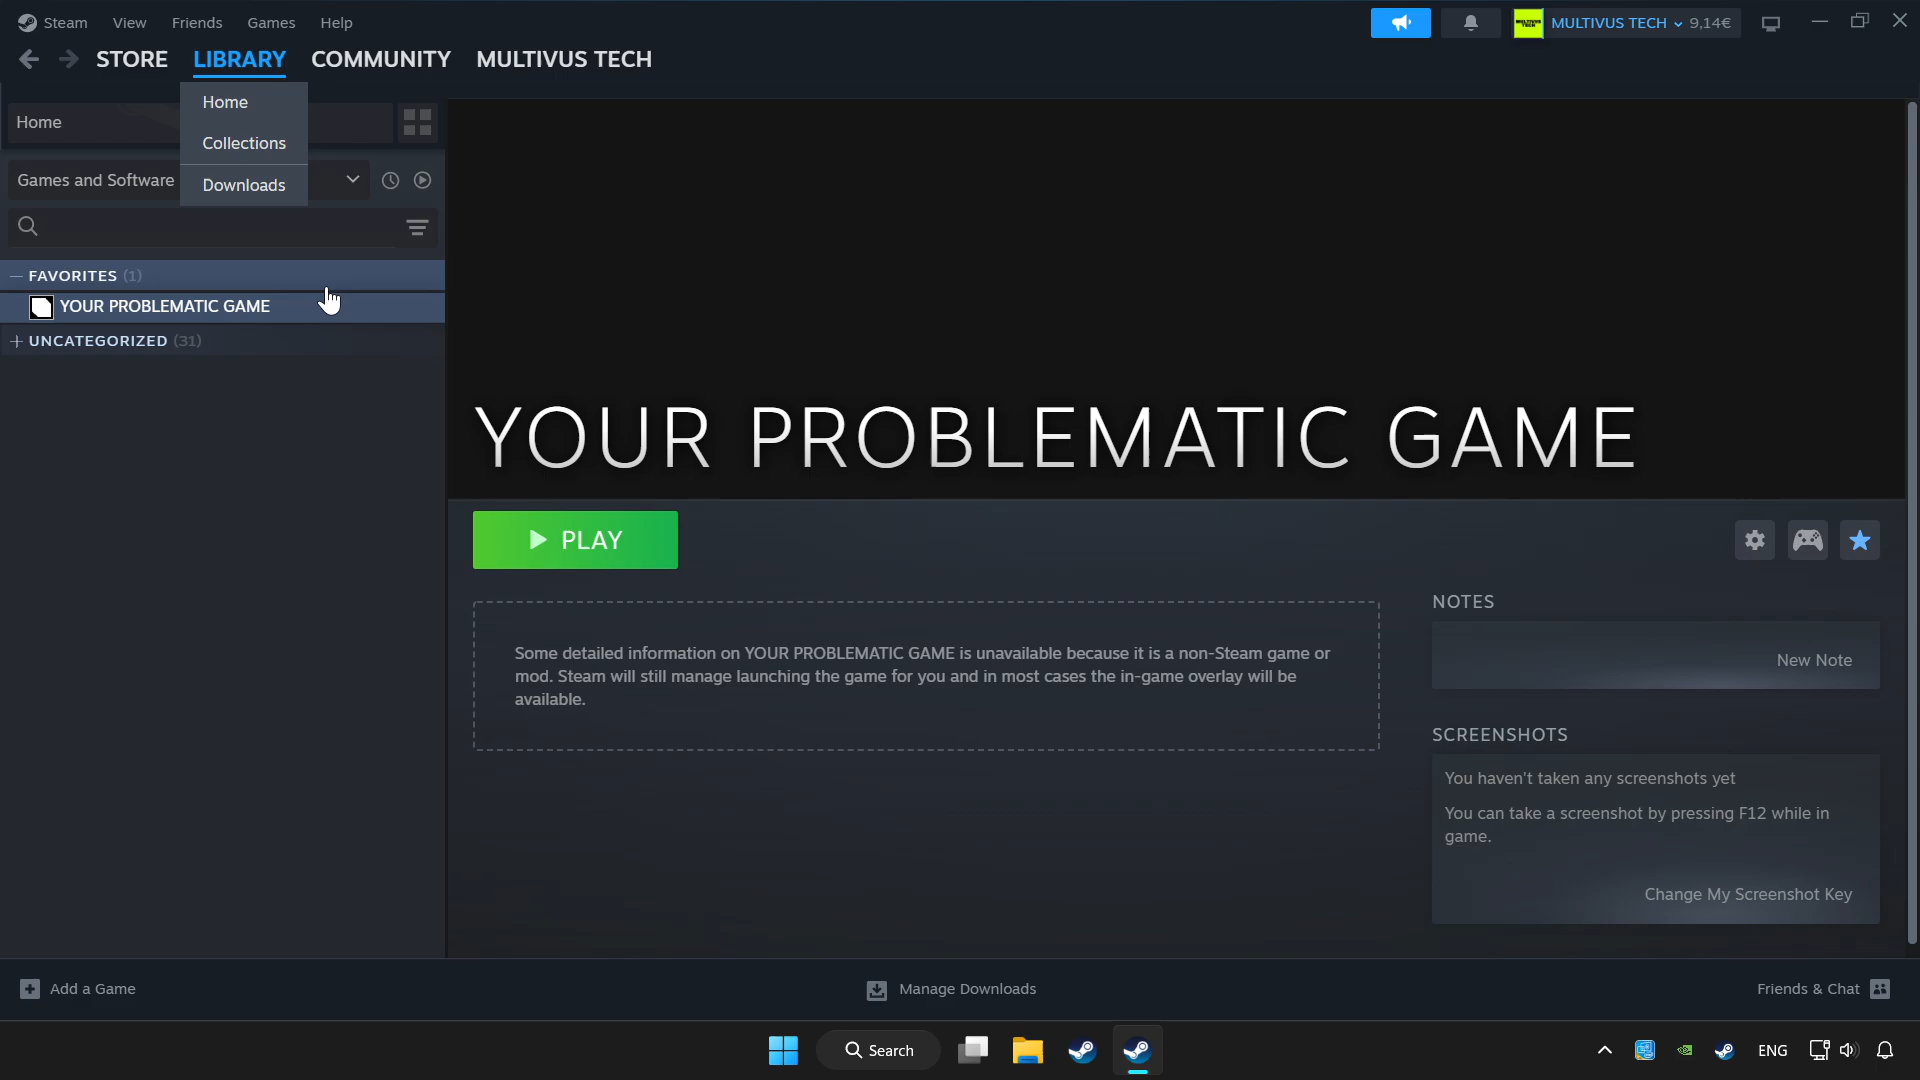 Steam
View
Friends
Games
Help
MULTIVUS TECH
9,14€
STORE
LIBRARY
COMMUNITY
MULTIVUS TECH
Home
Collections
Downloads
Home
Games and Software
FAVORITES (1)
YOUR PROBLEMATIC GAME
UNCATEGORIZED (31)
YOUR PROBLEMATIC GAME
PLAY
Some detailed information on YOUR PROBLEMATIC GAME is unavailable because it is a non-Steam game or
mod. Steam will still manage launching the game for you and in most cases the in-game overlay will be
available.
NOTES
New Note
SCREENSHOTS
You haven't taken any screenshots yet
You can take a screenshot by pressing F12 while in
game.
Change My Screenshot Key
Add a Game
Manage Downloads
Friends & Chat
Search
ENG